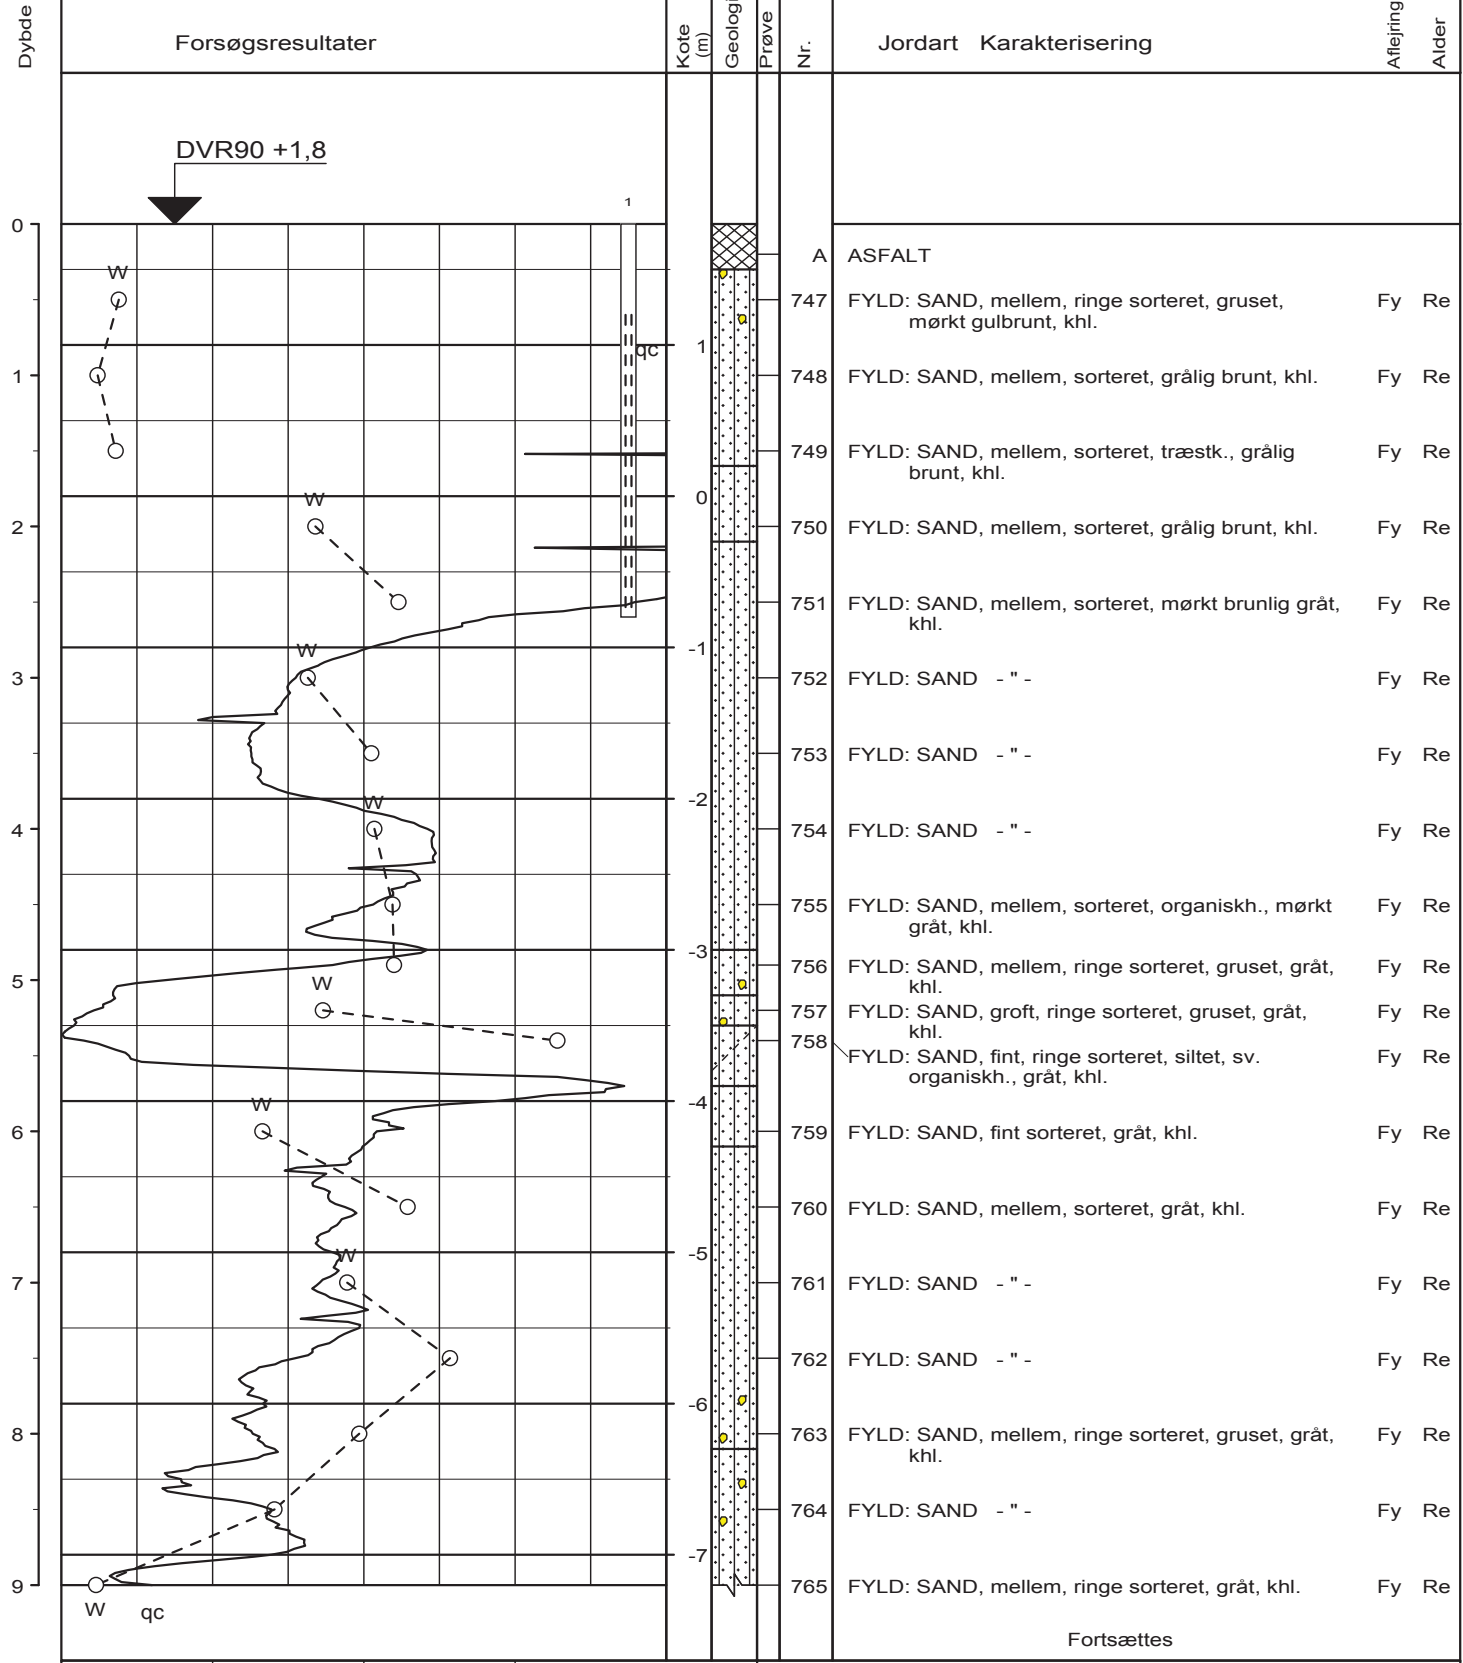 Dybde
Forsøgsresultater
Kote
(m)
Geologi
Prøve
Nr.
Jordart Karakterisering
Aflejring
Alder
DVR90 +1,8
1
0
A ASFALT
W
747 FYLD: SAND, mellem, ringe sorteret, gruset, Fy Re
mørkt gulbrunt, khl.
1
qc
1 748 FYLD: SAND, mellem, sorteret, grålig brunt, khl. Fy Re
749 FYLD: SAND, mellem, sorteret, træstk., grålig Fy Re
brunt, khl.
W
0
2 750 FYLD: SAND, mellem, sorteret, grålig brunt, khl. Fy Re
751 FYLD: SAND, mellem, sorteret, mørkt brunlig gråt, Fy Re
khl.
W
-1
3 752 FYLD: SAND - " - Fy Re
753 FYLD: SAND - " - Fy Re
W
-2
4 754 FYLD: SAND - " - Fy Re
755 FYLD: SAND, mellem, sorteret, organiskh., mørkt Fy Re
gråt, khl.
-3
756 FYLD: SAND, mellem, ringe sorteret, gruset, gråt, Fy Re
khl.
5
W
757 FYLD: SAND, groft, ringe sorteret, gruset, gråt, Fy Re
khl.
758
FYLD: SAND, fint, ringe sorteret, siltet, sv. Fy Re
organiskh., gråt, khl.
W
-4
6 759 FYLD: SAND, fint sorteret, gråt, khl. Fy Re
760 FYLD: SAND, mellem, sorteret, gråt, khl. Fy Re
W
-5
7 761 FYLD: SAND - " - Fy Re
762 FYLD: SAND - " - Fy Re
-6
8 763 FYLD: SAND, mellem, ringe sorteret, gruset, gråt, Fy Re
khl.
764 FYLD: SAND - " - Fy Re
-7
9 765 FYLD: SAND, mellem, ringe sorteret, gråt, khl. Fy Re
W qc
Fortsættes